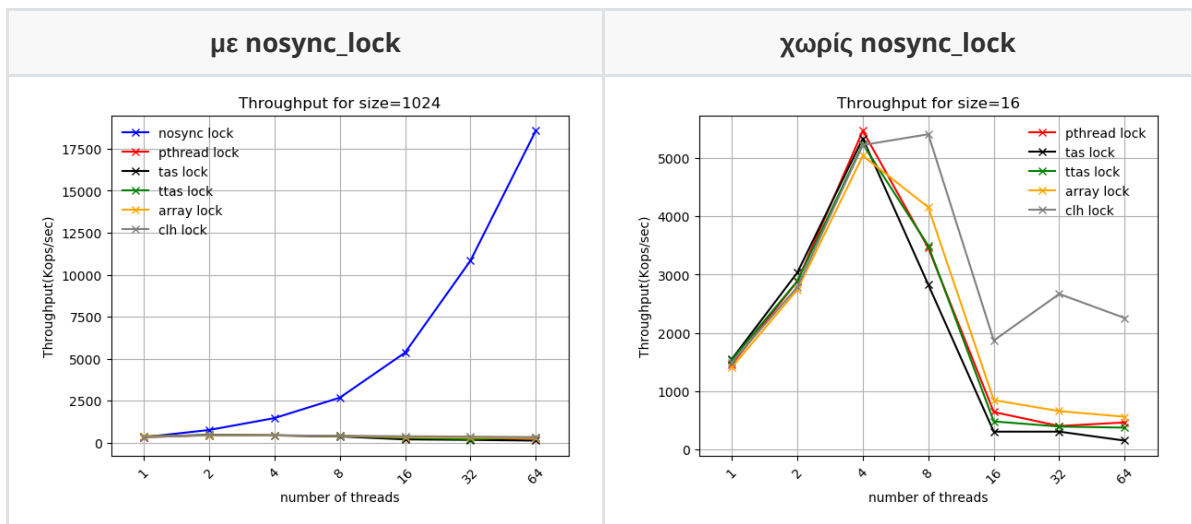 με nosync_lock
χωρίς nosync_lock
Throughput for size=1024
nosync lock
pthread lock
tas lock
ttas lock
array lock
clh lock
17500
15000
12500
10000
7500
5000
2500
0
Throughput(Kops/sec)
1 2 4 8 16 32 64
number of threads
Throughput for size=16
pthread lock
tas lock
ttas lock
array lock
clh lock
5000
4000
3000
2000
1000
0
Throughput(Kops/sec)
1 2 4 8 16 32 64
number of threads